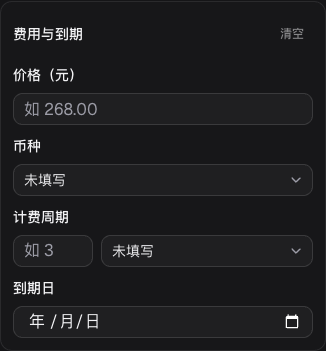 费用与到期 清空
价格（元）
如 268.00
币种
未填写
计费周期
如 3 未填写
到期日
年 /月/日